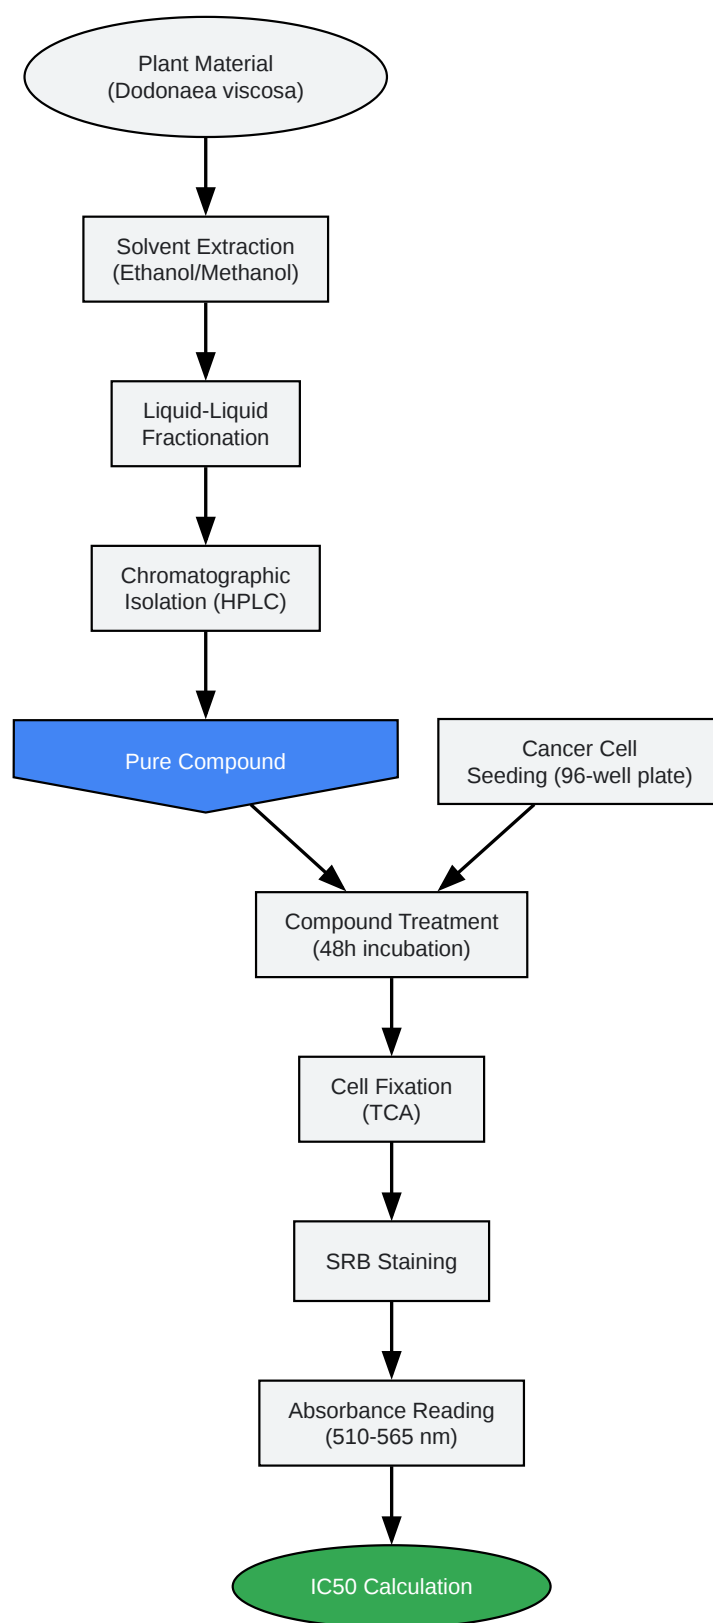 Plant Material
(Dodonaea viscosa)
Solvent Extraction
(Ethanol/Methanol)
Liquid-Liquid
Fractionation
Chromatographic
Isolation (HPLC)
Pure Compound
Cancer Cell
Seeding (96-well plate)
Compound Treatment
(48h incubation)
Cell Fixation
(TCA)
SRB Staining
Absorbance Reading
(510-565 nm)
IC50 Calculation